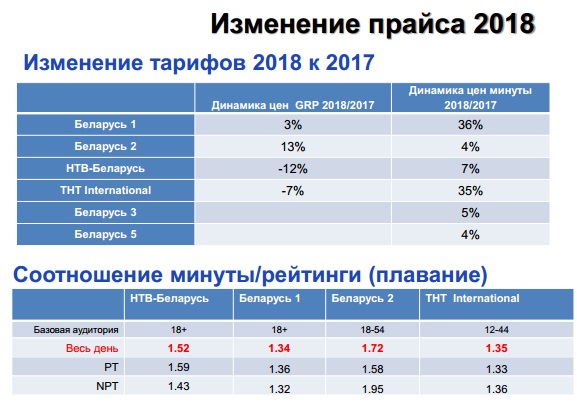 Изменение прайса 2018
Изменение тарифов 2018 к 2017
Динамика цен GRP 2018/2017 Динамика цен минуты 2018/2017
Беларусь 1 3% 36%
Беларусь 2 13% 4%
НТВ-Беларусь -12% 7%
ТНТ International -7% 35%
Беларусь 3 5%
Беларусь 5 4%
Соотношение минуты/рейтинги (плавание)
НТВ-Беларусь Беларусь 1 Беларусь 2 ТНТ International
Базовая аудитория 18+ 18+ 18-54 12-44
Весь день 1.52 1.34 1.72 1.35
PT 1.59 1.36 1.58 1.33
NPT 1.43 1.32 1.95 1.36